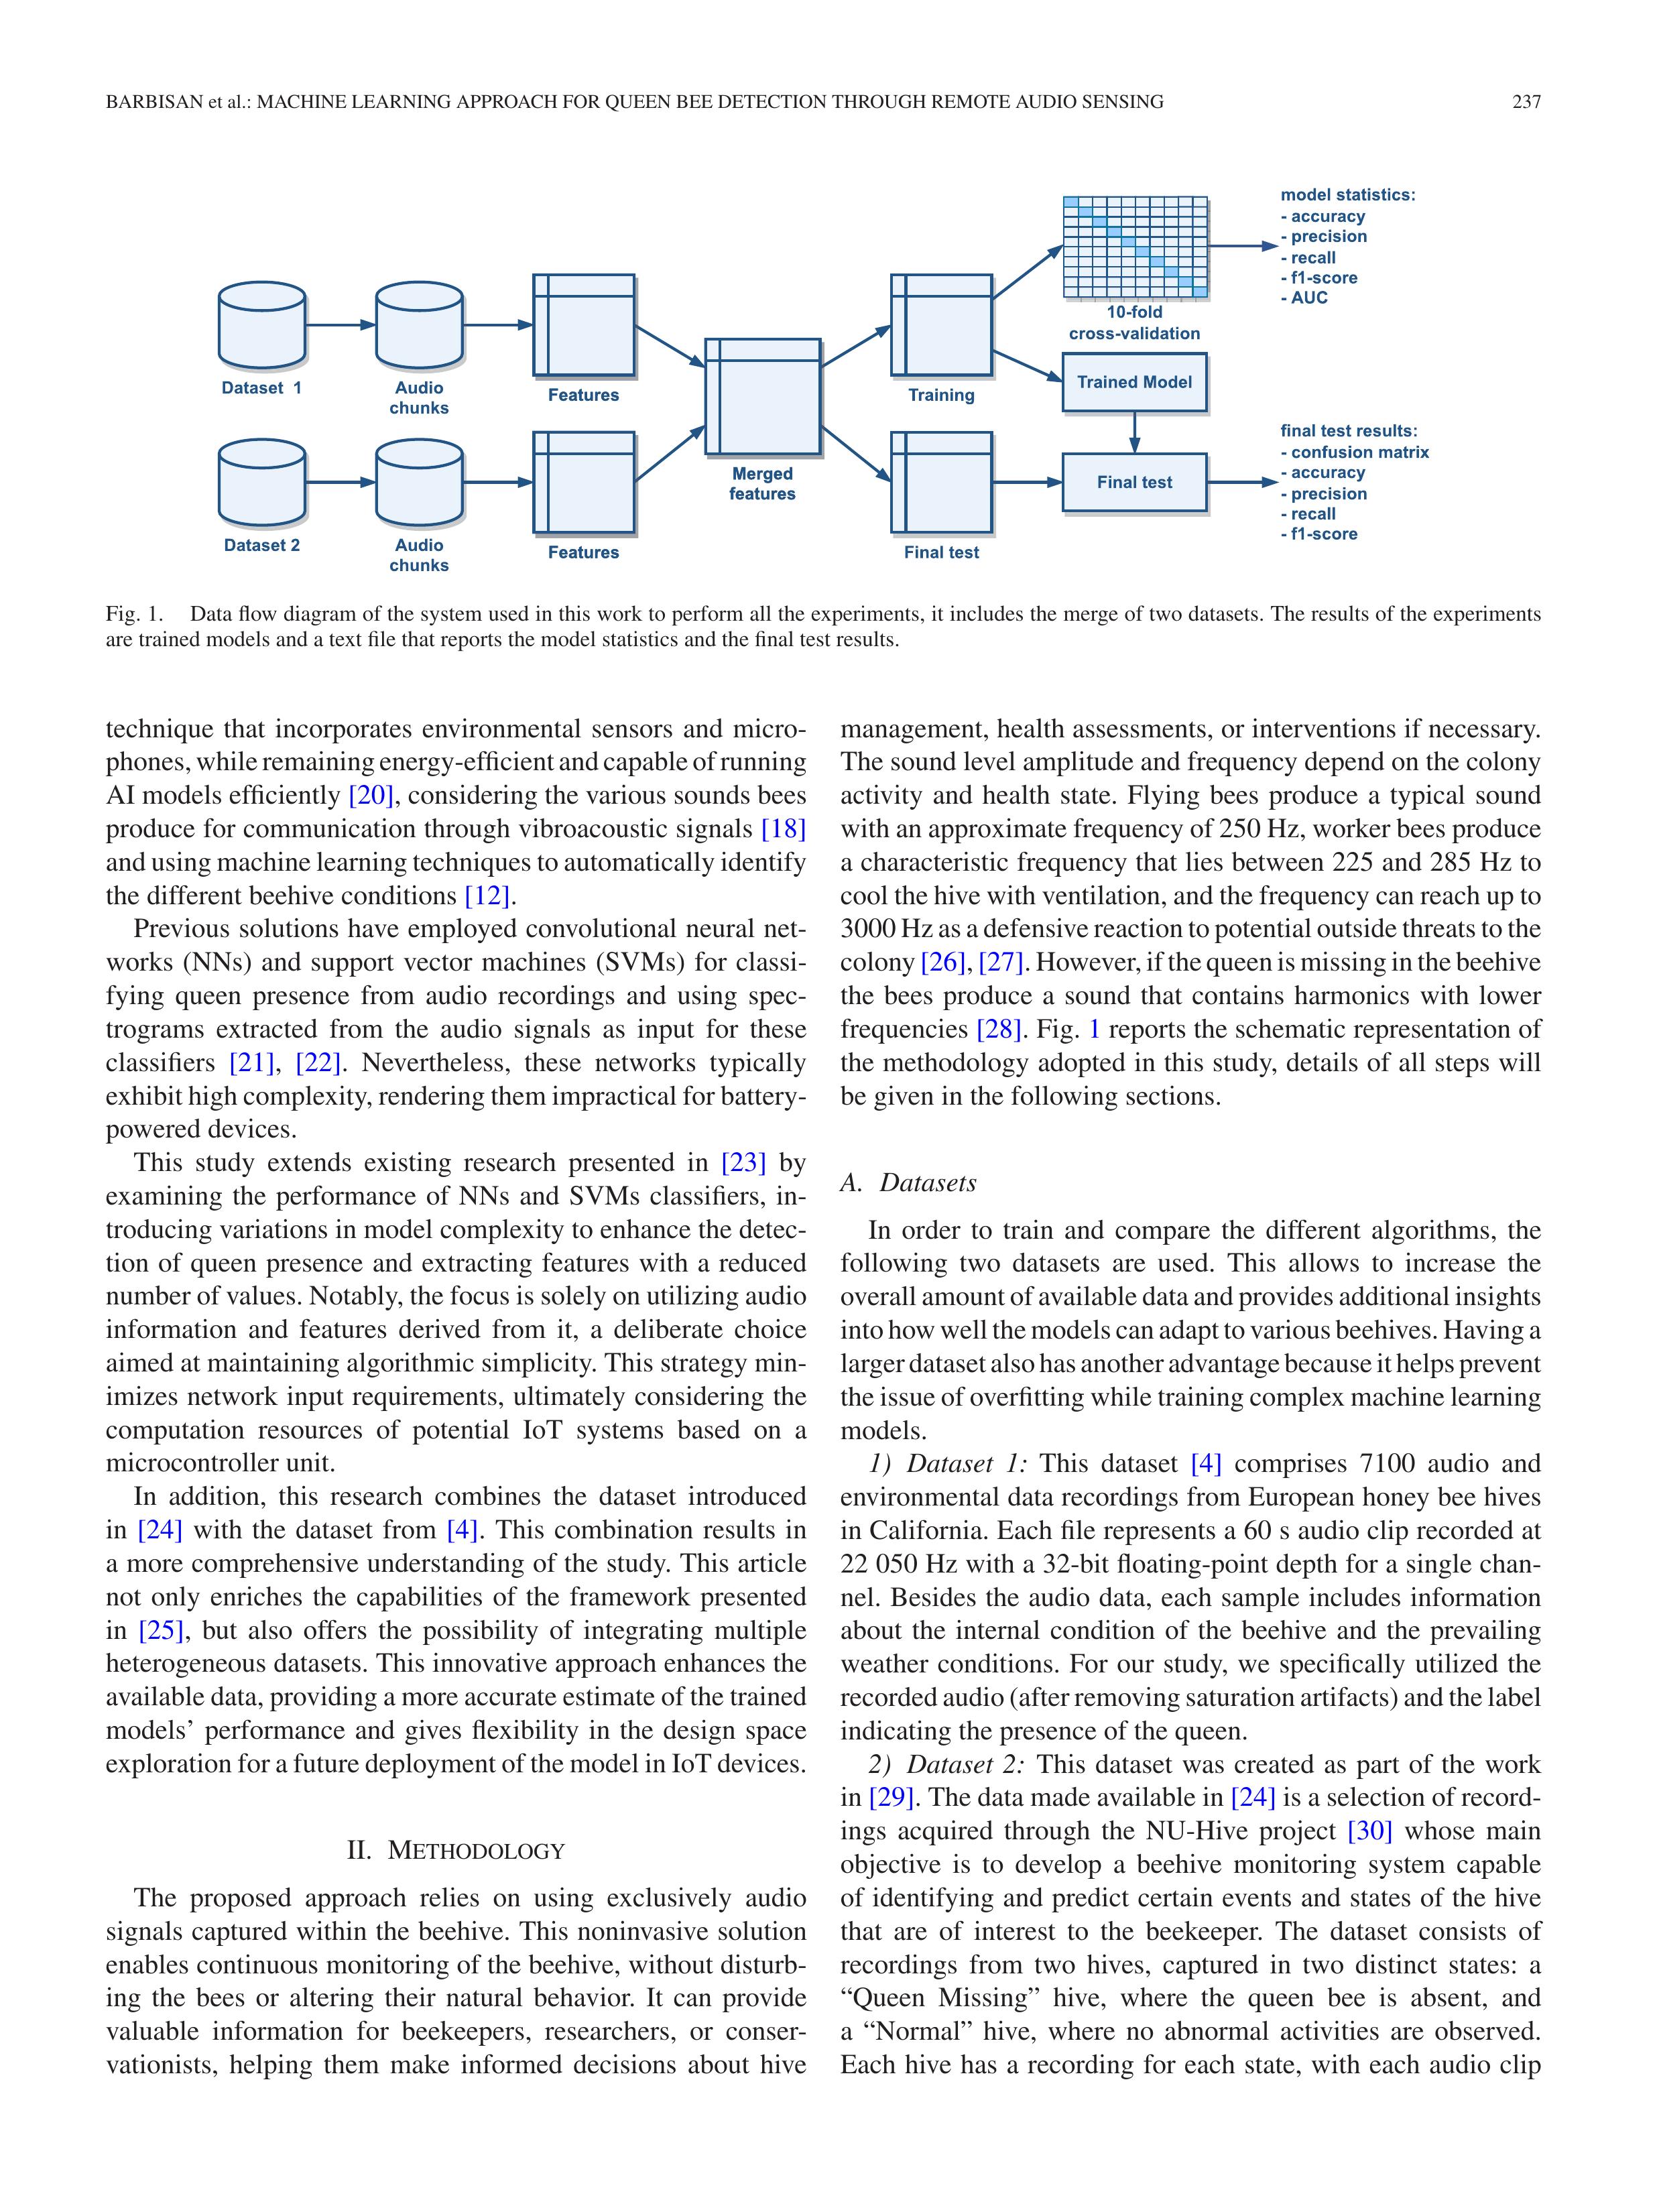 BARBISAN et al.: MACHINE LEARNING APPROACH FOR QUEEN BEE DETECTION THROUGH REMOTE AUDIO SENSING 237
Dataset 1
Audio
chunks
Features
Dataset 2
Audio
chunks
Features
Merged
features
Training
Final test
10-fold
cross-validation
Trained Model
Final test
model statistics:
- accuracy
- precision
- recall
- f1-score
- AUC
final test results:
- confusion matrix
- accuracy
- precision
- recall
- f1-score
Fig. 1. Data flow diagram of the system used in this work to perform all the experiments, it includes the merge of two datasets. The results of the experiments
are trained models and a text file that reports the model statistics and the final test results.
technique that incorporates environmental sensors and micro-
phones, while remaining energy-efficient and capable of running
AI models efficiently [20], considering the various sounds bees
produce for communication through vibroacoustic signals [18]
and using machine learning techniques to automatically identify
the different beehive conditions [12].
Previous solutions have employed convolutional neural net-
works (NNs) and support vector machines (SVMs) for classi-
fying queen presence from audio recordings and using spec-
trograms extracted from the audio signals as input for these
classifiers [21], [22]. Nevertheless, these networks typically
exhibit high complexity, rendering them impractical for battery-
powered devices.
This study extends existing research presented in [23] by
examining the performance of NNs and SVMs classifiers, in-
troducing variations in model complexity to enhance the detec-
tion of queen presence and extracting features with a reduced
number of values. Notably, the focus is solely on utilizing audio
information and features derived from it, a deliberate choice
aimed at maintaining algorithmic simplicity. This strategy min-
imizes network input requirements, ultimately considering the
computation resources of potential IoT systems based on a
microcontroller unit.
In addition, this research combines the dataset introduced
in [24] with the dataset from [4]. This combination results in
a more comprehensive understanding of the study. This article
not only enriches the capabilities of the framework presented
in [25], but also offers the possibility of integrating multiple
heterogeneous datasets. This innovative approach enhances the
available data, providing a more accurate estimate of the trained
models’ performance and gives flexibility in the design space
exploration for a future deployment of the model in IoT devices.
II. METHODOLOGY
The proposed approach relies on using exclusively audio
signals captured within the beehive. This noninvasive solution
enables continuous monitoring of the beehive, without disturb-
ing the bees or altering their natural behavior. It can provide
valuable information for beekeepers, researchers, or conser-
vationists, helping them make informed decisions about hive
management, health assessments, or interventions if necessary.
The sound level amplitude and frequency depend on the colony
activity and health state. Flying bees produce a typical sound
with an approximate frequency of 250 Hz, worker bees produce
a characteristic frequency that lies between 225 and 285 Hz to
cool the hive with ventilation, and the frequency can reach up to
3000 Hz as a defensive reaction to potential outside threats to the
colony [26], [27]. However, if the queen is missing in the beehive
the bees produce a sound that contains harmonics with lower
frequencies [28]. Fig. 1 reports the schematic representation of
the methodology adopted in this study, details of all steps will
be given in the following sections.
A. Datasets
In order to train and compare the different algorithms, the
following two datasets are used. This allows to increase the
overall amount of available data and provides additional insights
into how well the models can adapt to various beehives. Having a
larger dataset also has another advantage because it helps prevent
the issue of overfitting while training complex machine learning
models.
1) Dataset 1: This dataset [4] comprises 7100 audio and
environmental data recordings from European honey bee hives
in California. Each file represents a 60 s audio clip recorded at
22 050 Hz with a 32-bit floating-point depth for a single chan-
nel. Besides the audio data, each sample includes information
about the internal condition of the beehive and the prevailing
weather conditions. For our study, we specifically utilized the
recorded audio (after removing saturation artifacts) and the label
indicating the presence of the queen.
2) Dataset 2: This dataset was created as part of the work
in [29]. The data made available in [24] is a selection of record-
ings acquired through the NU-Hive project [30] whose main
objective is to develop a beehive monitoring system capable
of identifying and predict certain events and states of the hive
that are of interest to the beekeeper. The dataset consists of
recordings from two hives, captured in two distinct states: a
“Queen Missing” hive, where the queen bee is absent, and
a “Normal” hive, where no abnormal activities are observed.
Each hive has a recording for each state, with each audio clip